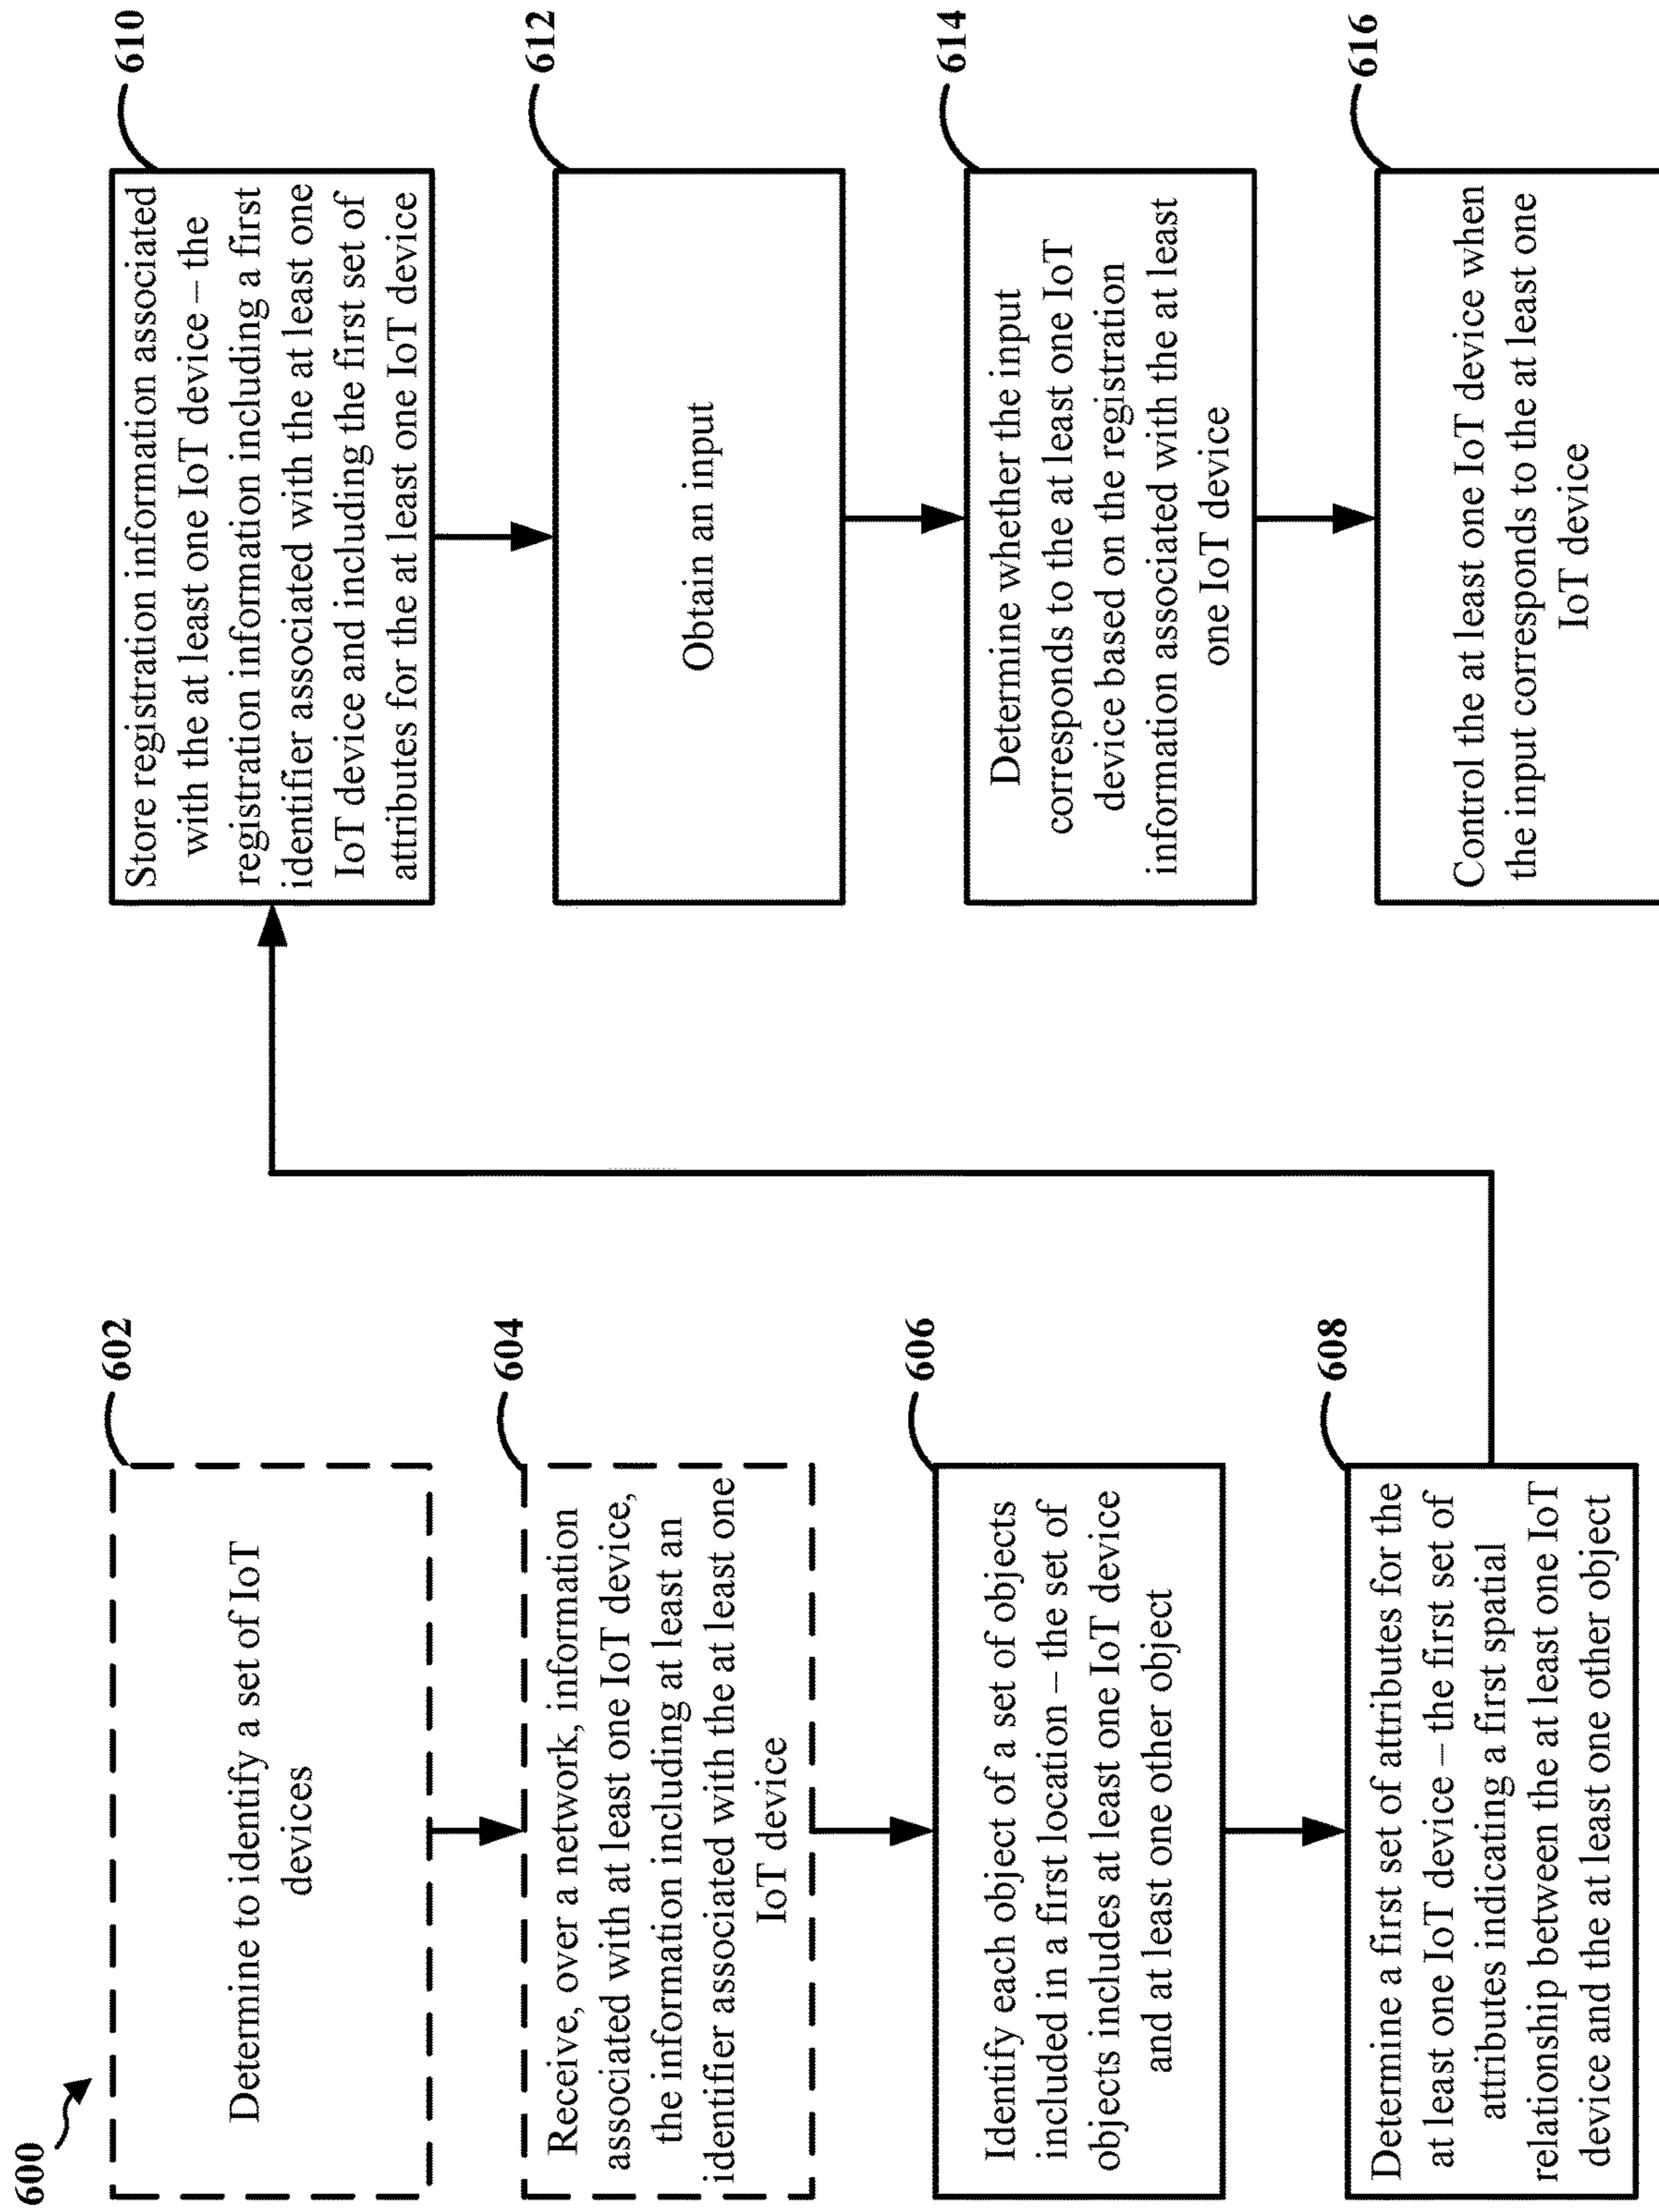 600
602
Determine to identify a set of IoT
devices
604
Receive, over a network, information
associated with at least one IoT device,
the information including at least an
identifier associated with the at least one
IoT device
606
Identify each object of a set of objects
included in a first location – the set of
objects includes at least one IoT device
and at least one other object
608
Determine a first set of attributes for the
at least one IoT device – the first set of
attributes indicating a first spatial
relationship between the at least one IoT
device and the at least one other object
610
Store registration information associated
with the at least one IoT device – the
registration information including a first
identifier associated with the at least one
IoT device and including the first set of
attributes for the at least one IoT device
612
Obtain an input
614
Determine whether the input
corresponds to the at least one IoT
device based on the registration
information associated with the at least
one IoT device
616
Control the at least one IoT device when
the input corresponds to the at least one
IoT device